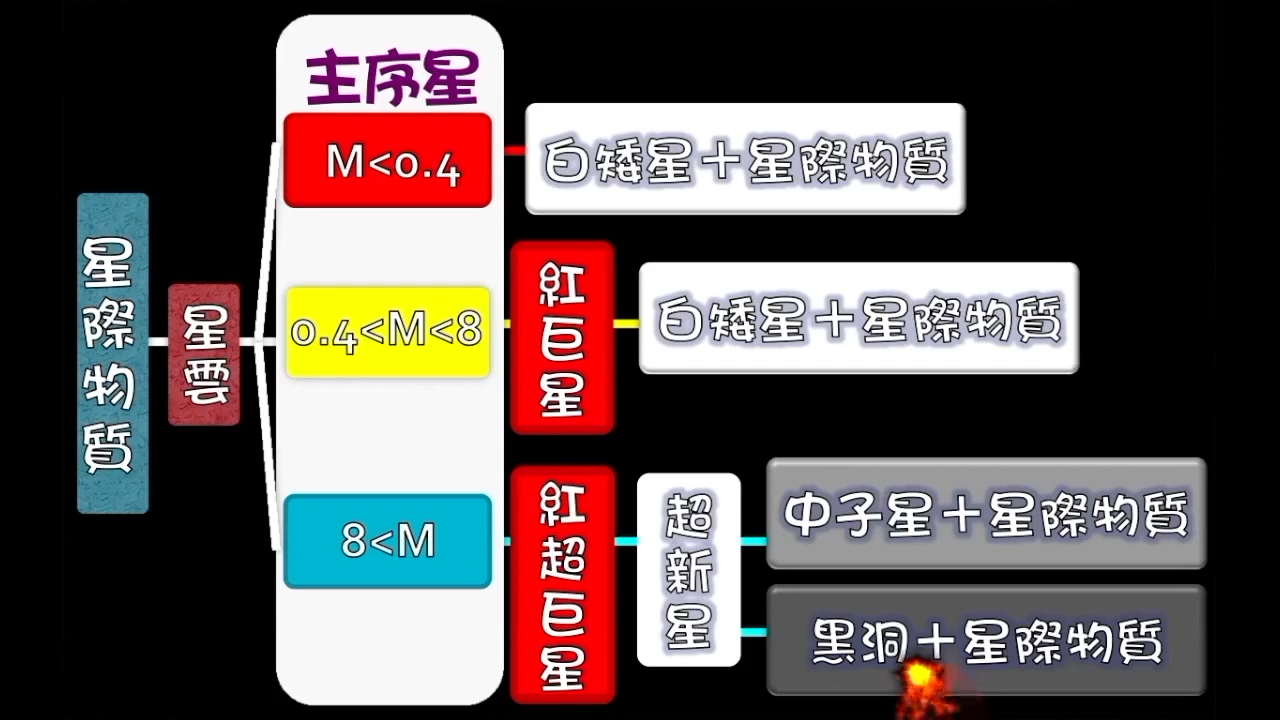 星際物質
星雲
主序星
M<0.4
白矮星＋星際物質
0.4<M<8
紅巨星
白矮星＋星際物質
8<M
紅超巨星
超新星
中子星＋星際物質
黑洞＋星際物質